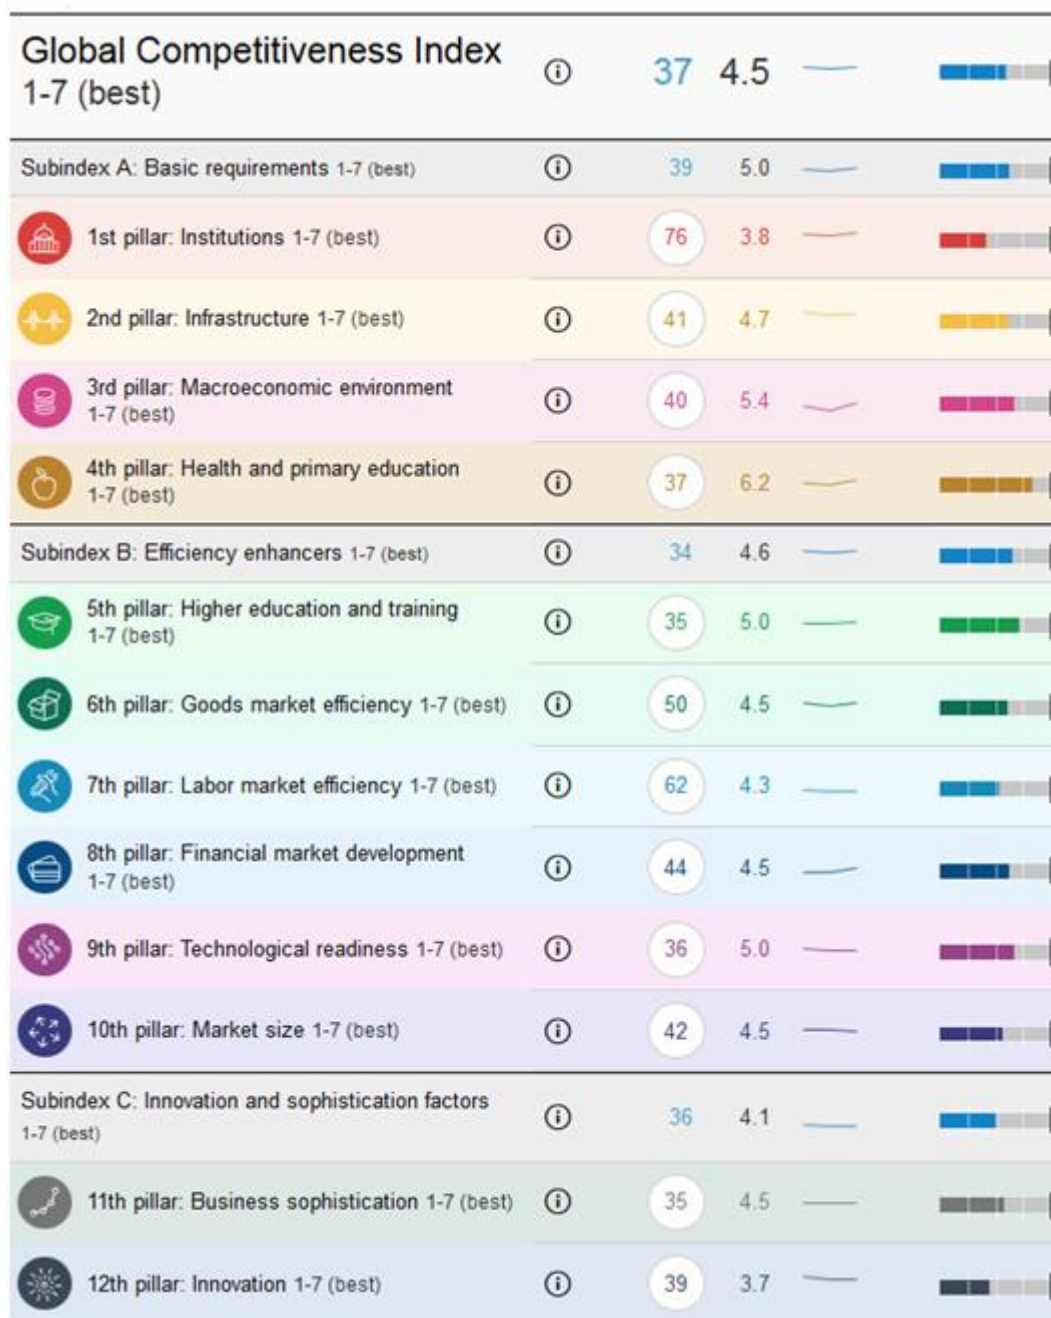 Global Competitiveness Index 37 4.5
1-7 (best)
Subindex A: Basic requirements 1-7 (best) 39 5.0
1st pillar: Institutions 1-7 (best) 76 3.8
2nd pillar: Infrastructure 1-7 (best) 41 4.7
3rd pillar: Macroeconomic environment 40 5.4
1-7 (best)
4th pillar: Health and primary education 37 6.2
1-7 (best)
Subindex B: Efficiency enhancers 1-7 (best) 34 4.6
5th pillar: Higher education and training 35 5.0
1-7 (best)
6th pillar: Goods market efficiency 1-7 (best) 50 4.5
7th pillar: Labor market efficiency 1-7 (best) 62 4.3
8th pillar: Financial market development 44 4.5
1-7 (best)
9th pillar: Technological readiness 1-7 (best) 36 5.0
10th pillar: Market size 1-7 (best) 42 4.5
Subindex C: Innovation and sophistication factors 36 4.1
1-7 (best)
11th pillar: Business sophistication 1-7 (best) 35 4.5
12th pillar: Innovation 1-7 (best) 39 3.7